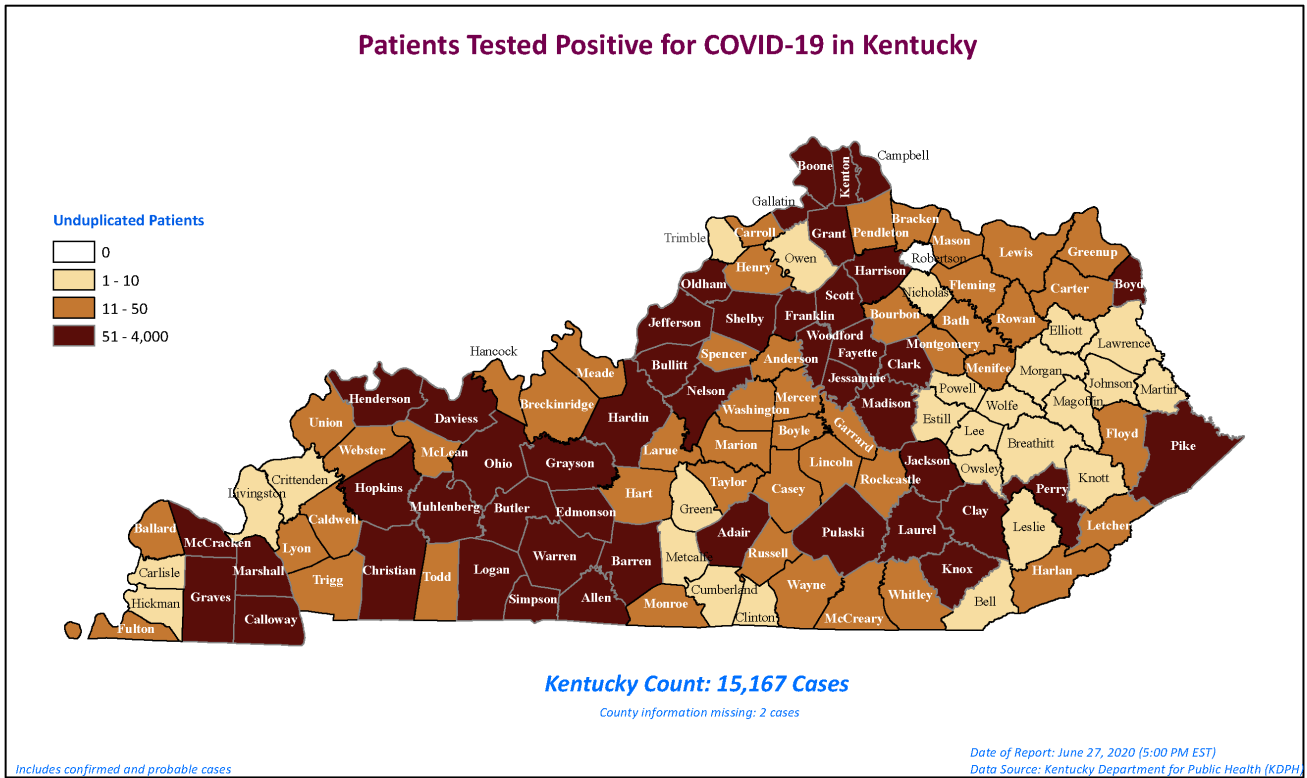 Patients Tested Positive for COVID-19 in Kentucky
Unduplicated Patients
0
1 - 10
11 - 50
51 - 4,000
Campbell
Boone
Kenton
Gallatin
Bracken
Trimble
Carroll
Grant
Pendleton
Mason
Owen
Robertson
Lewis
Greenup
Henry
Harrison
Oldham
Nicholas
Fleming
Carter
Boyd
Scott
Jefferson
Shelby
Franklin
Bourbon
Bath
Rowan
Elliott
Woodford
Lawrence
Hancock
Spencer
Anderson
Fayette
Montgomery
Bullitt
Clark
Menifee
Morgan
Meade
Jessamine
Johnson
Martin
Nelson
Powell
Henderson
Breckinridge
Mercer
Madison
Wolfe
Magoffin
Daviess
Hardin
Washington
Estill
Union
Garrard
Lee
Floyd
Boyle
Breathitt
Pike
Webster
McLean
Marion
Larue
Ohio
Grayson
Lincoln
Jackson
Owsley
Crittenden
Hopkins
Taylor
Rockcastle
Perry
Knott
Livingston
Hart
Casey
Muhlenberg
Butler
Edmonson
Green
Clay
Caldwell
Ballard
Adair
Pulaski
Laurel
Leslie
Letcher
McCracken
Lyon
Warren
Metcalfe
Russell
Barren
Carlisle
Marshall
Trigg
Christian
Todd
Logan
Knox
Harlan
Wayne
Cumberland
Graves
Simpson
Allen
Monroe
Whitley
Hickman
Bell
Calloway
Clinton
McCreary
Fulton
Kentucky Count: 15,167 Cases
County information missing: 2 cases
Date of Report: June 27, 2020 (5:00 PM EST)
Includes confirmed and probable cases
Data Source: Kentucky Department for Public Health (KDPH)